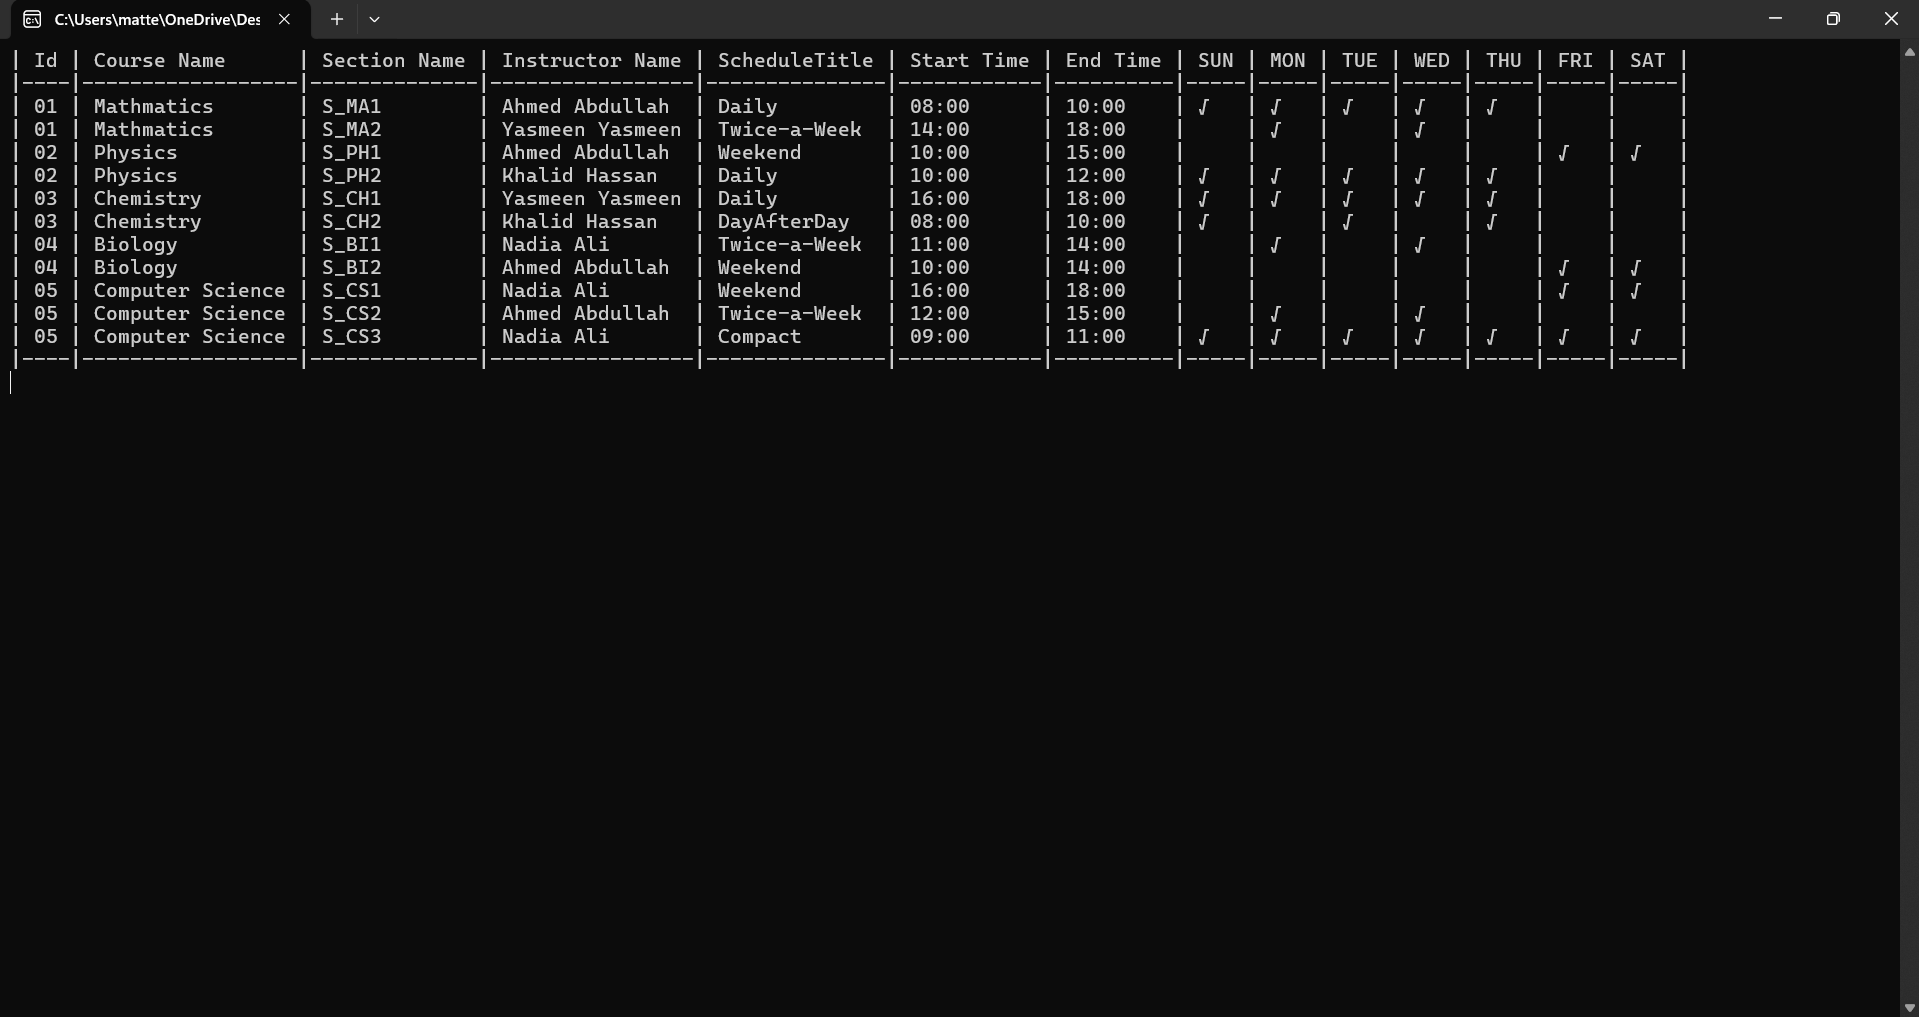 C:\Users\matte\OneDrive\Des
| Id | Course Name      | Section Name | Instructor Name | ScheduleTitle | Start Time | End Time | SUN | MON | TUE | WED | THU | FRI | SAT |
|----|------------------|--------------|-----------------|---------------|------------|----------|-----|-----|-----|-----|-----|-----|-----|
| 01 | Mathmatics       | S_MA1        | Ahmed Abdullah  | Daily         | 08:00      | 10:00    | √   | √   | √   | √   | √   |     |     |
| 01 | Mathmatics       | S_MA2        | Yasmeen Yasmeen | Twice-a-Week  | 14:00      | 18:00    |     | √   |     | √   |     |     |     |
| 02 | Physics          | S_PH1        | Ahmed Abdullah  | Weekend       | 10:00      | 15:00    |     |     |     |     |     | √   | √   |
| 02 | Physics          | S_PH2        | Khalid Hassan   | Daily         | 10:00      | 12:00    | √   | √   | √   | √   | √   |     |     |
| 03 | Chemistry        | S_CH1        | Yasmeen Yasmeen | Daily         | 16:00      | 18:00    | √   | √   | √   | √   | √   |     |     |
| 03 | Chemistry        | S_CH2        | Khalid Hassan   | DayAfterDay   | 08:00      | 10:00    | √   |     | √   |     | √   |     |     |
| 04 | Biology          | S_BI1        | Nadia Ali       | Twice-a-Week  | 11:00      | 14:00    |     | √   |     | √   |     |     |     |
| 04 | Biology          | S_BI2        | Ahmed Abdullah  | Weekend       | 10:00      | 14:00    |     |     |     |     |     | √   | √   |
| 05 | Computer Science | S_CS1        | Nadia Ali       | Weekend       | 16:00      | 18:00    |     |     |     |     |     | √   | √   |
| 05 | Computer Science | S_CS2        | Ahmed Abdullah  | Twice-a-Week  | 12:00      | 15:00    |     | √   |     | √   |     |     |     |
| 05 | Computer Science | S_CS3        | Nadia Ali       | Compact       | 09:00      | 11:00    | √   | √   | √   | √   | √   | √   | √   |
|----|------------------|--------------|-----------------|---------------|------------|----------|-----|-----|-----|-----|-----|-----|-----|